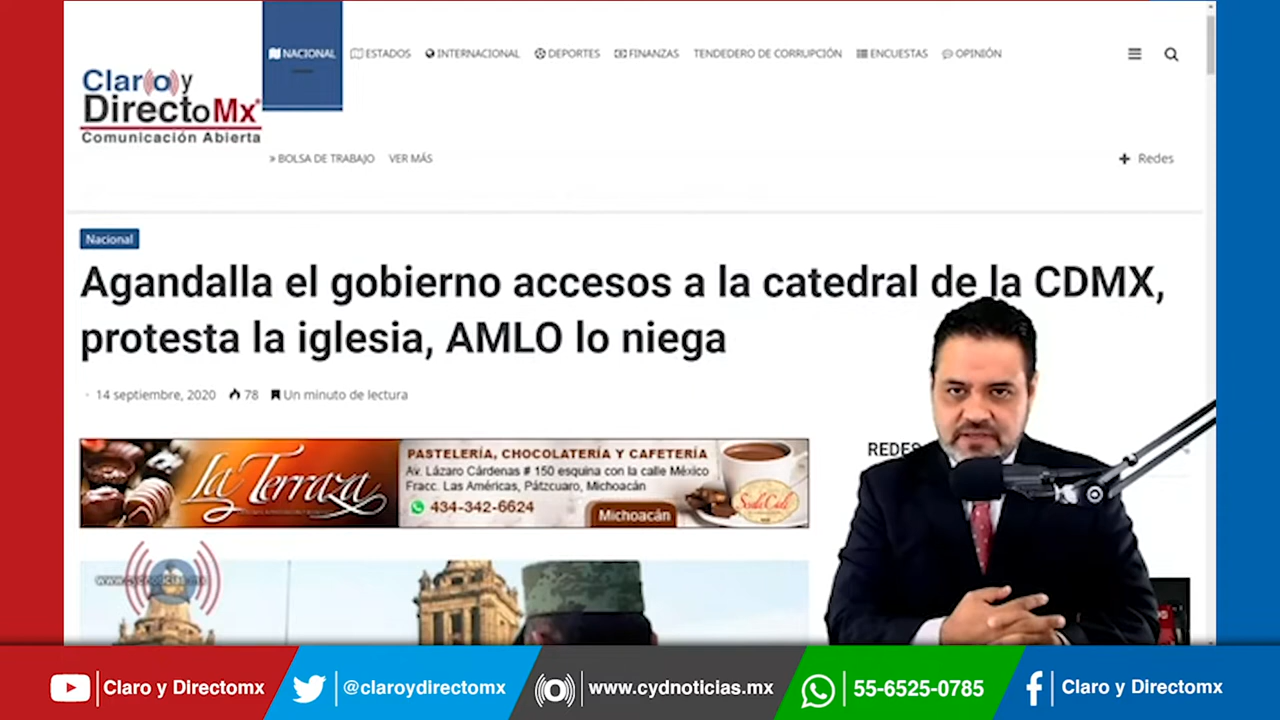 NACIONAL
ESTADOS
INTERNACIONAL
DEPORTES
FINANZAS
TENDEDERO DE CORRUPCIÓN
ENCUESTAS
OPINIÓN
Claro y
DirectoMx
Comunicación Abierta
» BOLSA DE TRABAJO
VER MÁS
+ Redes
Nacional
Agandalla el gobierno accesos a la catedral de la CDMX,
protesta la iglesia, AMLO lo niega
- 14 septiembre, 2020 78 Un minuto de lectura
REDES
La Terraza
PASTELERÍA, CHOCOLATERÍA Y CAFETERÍA
Av. Lázaro Cárdenas # 150 esquina con la calle México
Fracc. Las Américas, Pátzcuaro, Michoacán
434-342-6624
Michoacán
www.cydnoticias.mx
Claro y Directomx
@claroydirectomx
www.cydnoticias.mx
55-6525-0785
Claro y Directomx